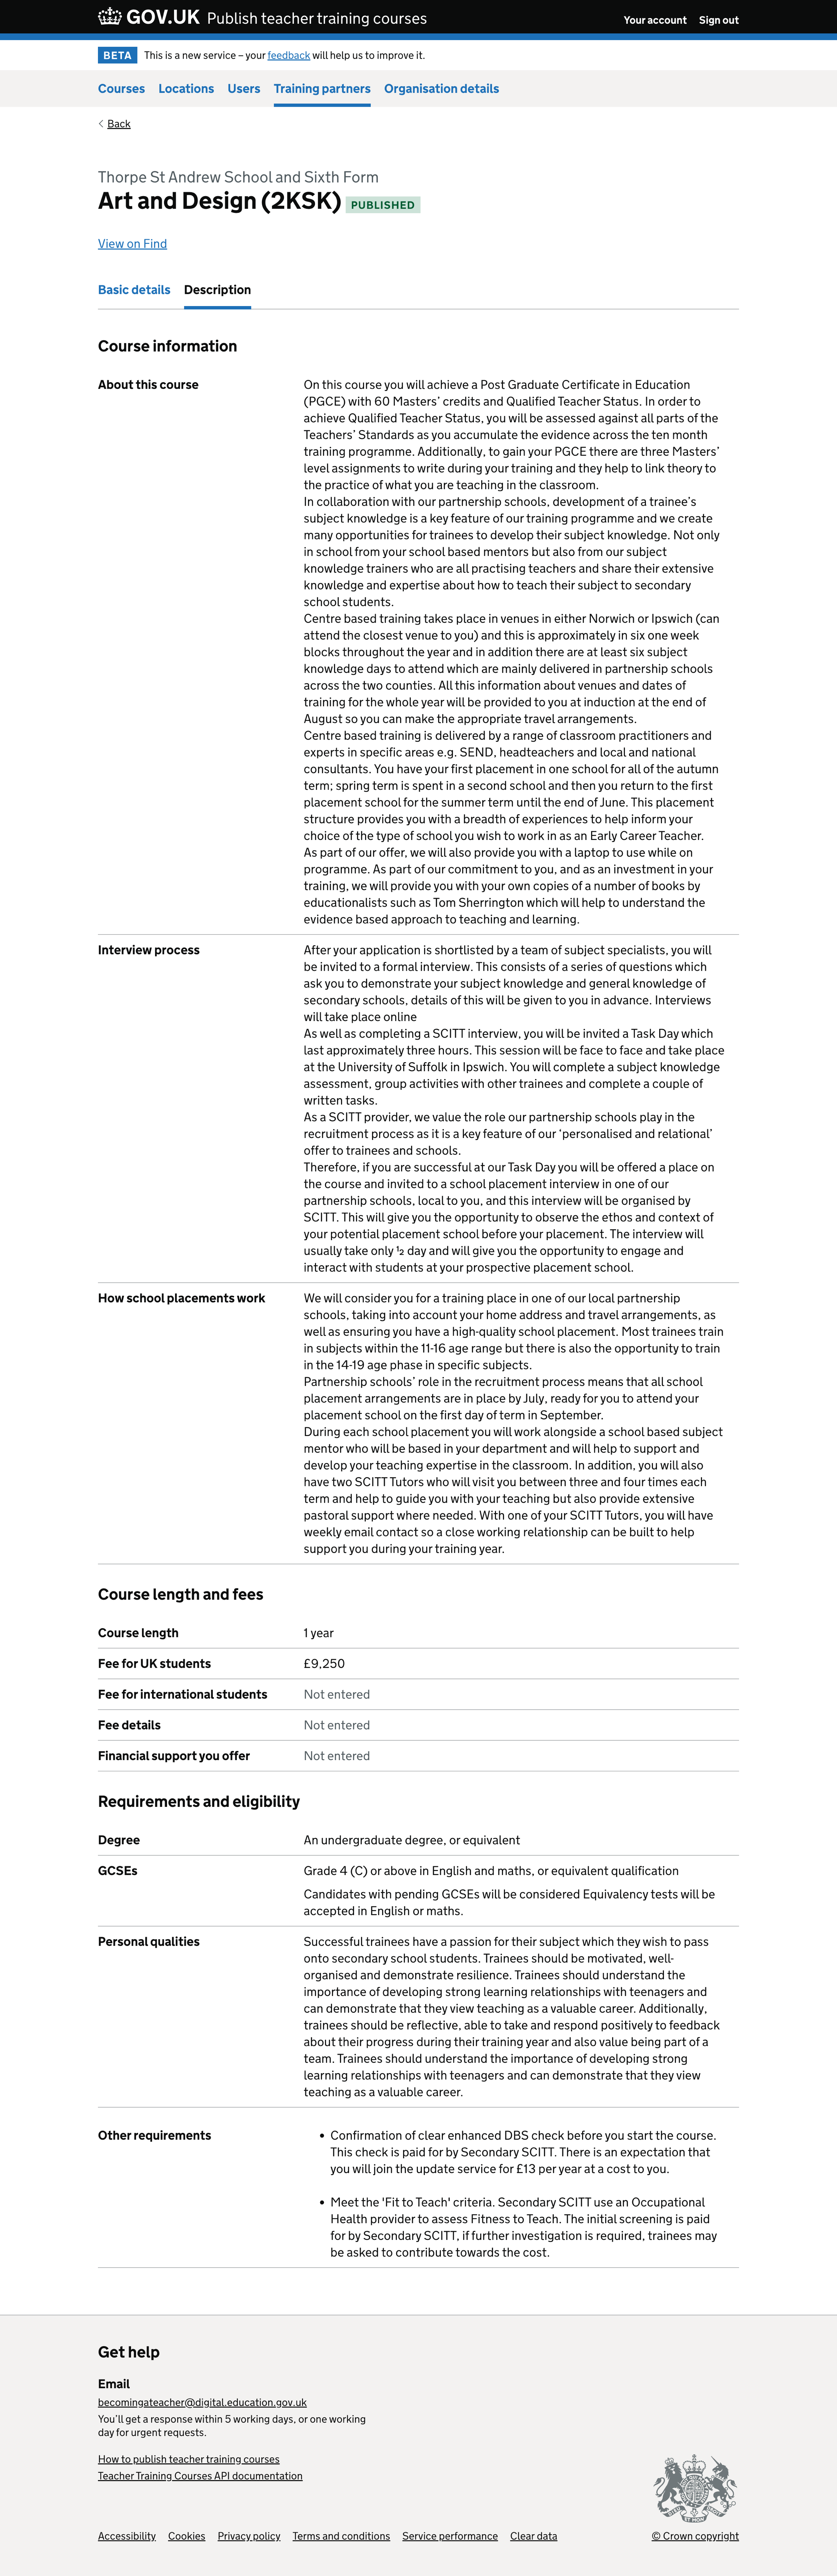 GOV.UK Publish teacher training courses
Your account Sign out
BETA This is a new service – your feedback will help us to improve it.
Courses Locations Users Training partners Organisation details
Back
Thorpe St Andrew School and Sixth Form
Art and Design (2KSK) PUBLISHED
View on Find
Basic details Description
Course information
About this course
On this course you will achieve a Post Graduate Certificate in Education
(PGCE) with 60 Masters’ credits and Qualified Teacher Status. In order to
achieve Qualified Teacher Status, you will be assessed against all parts of the
Teachers’ Standards as you accumulate the evidence across the ten month
training programme. Additionally, to gain your PGCE there are three Masters’
level assignments to write during your training and they help to link theory to
the practice of what you are teaching in the classroom.
In collaboration with our partnership schools, development of a trainee’s
subject knowledge is a key feature of our training programme and we create
many opportunities for trainees to develop their subject knowledge. Not only
in school from your school based mentors but also from our subject
knowledge trainers who are all practising teachers and share their extensive
knowledge and expertise about how to teach their subject to secondary
school students.
Centre based training takes place in venues in either Norwich or Ipswich (can
attend the closest venue to you) and this is approximately in six one week
blocks throughout the year and in addition there are at least six subject
knowledge days to attend which are mainly delivered in partnership schools
across the two counties. All this information about venues and dates of
training for the whole year will be provided to you at induction at the end of
August so you can make the appropriate travel arrangements.
Centre based training is delivered by a range of classroom practitioners and
experts in specific areas e.g. SEND, headteachers and local and national
consultants. You have your first placement in one school for all of the autumn
term; spring term is spent in a second school and then you return to the first
placement school for the summer term until the end of June. This placement
structure provides you with a breadth of experiences to help inform your
choice of the type of school you wish to work in as an Early Career Teacher.
As part of our offer, we will also provide you with a laptop to use while on
programme. As part of our commitment to you, and as an investment in your
training, we will provide you with your own copies of a number of books by
educationalists such as Tom Sherrington which will help to understand the
evidence based approach to teaching and learning.
Interview process
After your application is shortlisted by a team of subject specialists, you will
be invited to a formal interview. This consists of a series of questions which
ask you to demonstrate your subject knowledge and general knowledge of
secondary schools, details of this will be given to you in advance. Interviews
will take place online
As well as completing a SCITT interview, you will be invited a Task Day which
last approximately three hours. This session will be face to face and take place
at the University of Suffolk in Ipswich. You will complete a subject knowledge
assessment, group activities with other trainees and complete a couple of
written tasks.
As a SCITT provider, we value the role our partnership schools play in the
recruitment process as it is a key feature of our ‘personalised and relational’
offer to trainees and schools.
Therefore, if you are successful at our Task Day you will be offered a place on
the course and invited to a school placement interview in one of our
partnership schools, local to you, and this interview will be organised by
SCITT. This will give you the opportunity to observe the ethos and context of
your potential placement school before your placement. The interview will
usually take only ½ day and will give you the opportunity to engage and
interact with students at your prospective placement school.
How school placements work
We will consider you for a training place in one of our local partnership
schools, taking into account your home address and travel arrangements, as
well as ensuring you have a high-quality school placement. Most trainees train
in subjects within the 11-16 age range but there is also the opportunity to train
in the 14-19 age phase in specific subjects.
Partnership schools’ role in the recruitment process means that all school
placement arrangements are in place by July, ready for you to attend your
placement school on the first day of term in September.
During each school placement you will work alongside a school based subject
mentor who will be based in your department and will help to support and
develop your teaching expertise in the classroom. In addition, you will also
have two SCITT Tutors who will visit you between three and four times each
term and help to guide you with your teaching but also provide extensive
pastoral support where needed. With one of your SCITT Tutors, you will have
weekly email contact so a close working relationship can be built to help
support you during your training year.
Course length and fees
Course length 1 year
Fee for UK students £9,250
Fee for international students Not entered
Fee details Not entered
Financial support you offer Not entered
Requirements and eligibility
Degree An undergraduate degree, or equivalent
GCSEs Grade 4 (C) or above in English and maths, or equivalent qualification
Candidates with pending GCSEs will be considered Equivalency tests will be
accepted in English or maths.
Personal qualities
Successful trainees have a passion for their subject which they wish to pass
onto secondary school students. Trainees should be motivated, well-
organised and demonstrate resilience. Trainees should understand the
importance of developing strong learning relationships with teenagers and
can demonstrate that they view teaching as a valuable career. Additionally,
trainees should be reflective, able to take and respond positively to feedback
about their progress during their training year and also value being part of a
team. Trainees should understand the importance of developing strong
learning relationships with teenagers and can demonstrate that they view
teaching as a valuable career.
Other requirements
• Confirmation of clear enhanced DBS check before you start the course.
This check is paid for by Secondary SCITT. There is an expectation that
you will join the update service for £13 per year at a cost to you.
• Meet the 'Fit to Teach' criteria. Secondary SCITT use an Occupational
Health provider to assess Fitness to Teach. The initial screening is paid
for by Secondary SCITT, if further investigation is required, trainees may
be asked to contribute towards the cost.
Get help
Email
becomingateacher@digital.education.gov.uk
You’ll get a response within 5 working days, or one working
day for urgent requests.
How to publish teacher training courses
Teacher Training Courses API documentation
Accessibility Cookies Privacy policy Terms and conditions Service performance Clear data
© Crown copyright